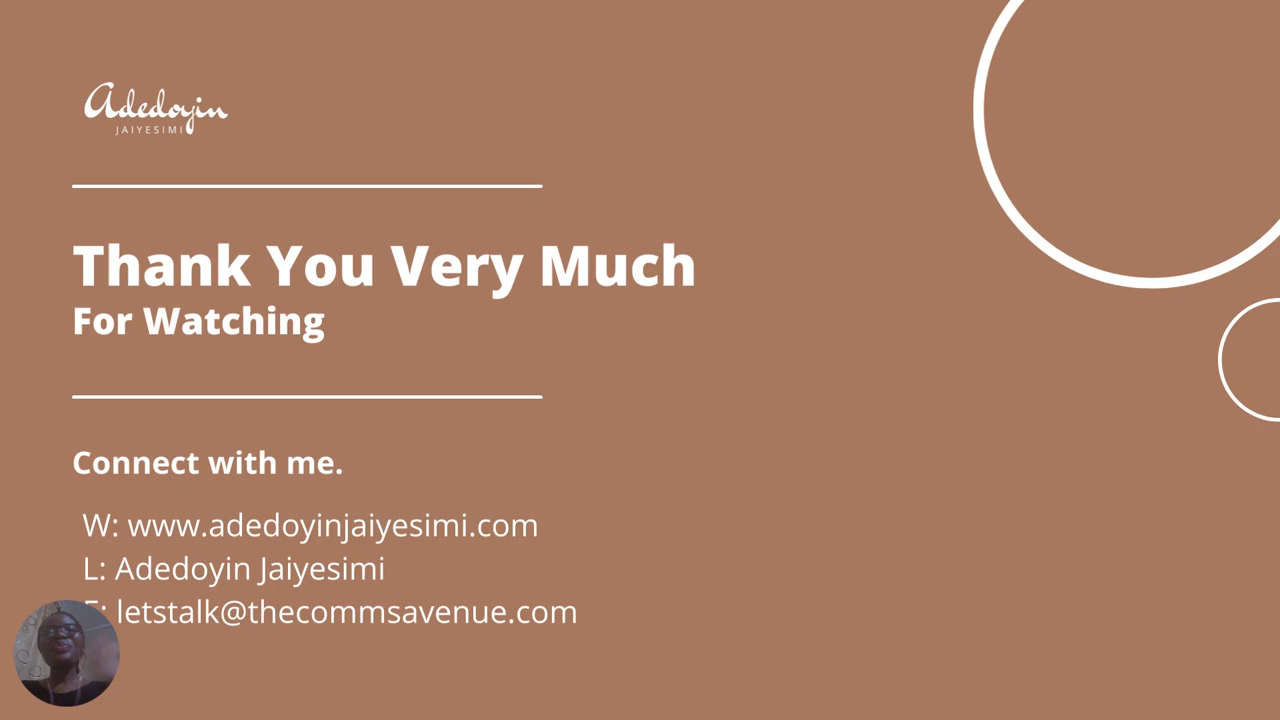 Adedoyin
JAIYESIMI
Thank You Very Much
For Watching
Connect with me.
W: www.adedoyinjaiyesimi.com
L: Adedoyin Jaiyesimi
E: letstalk@thecommsavenue.com